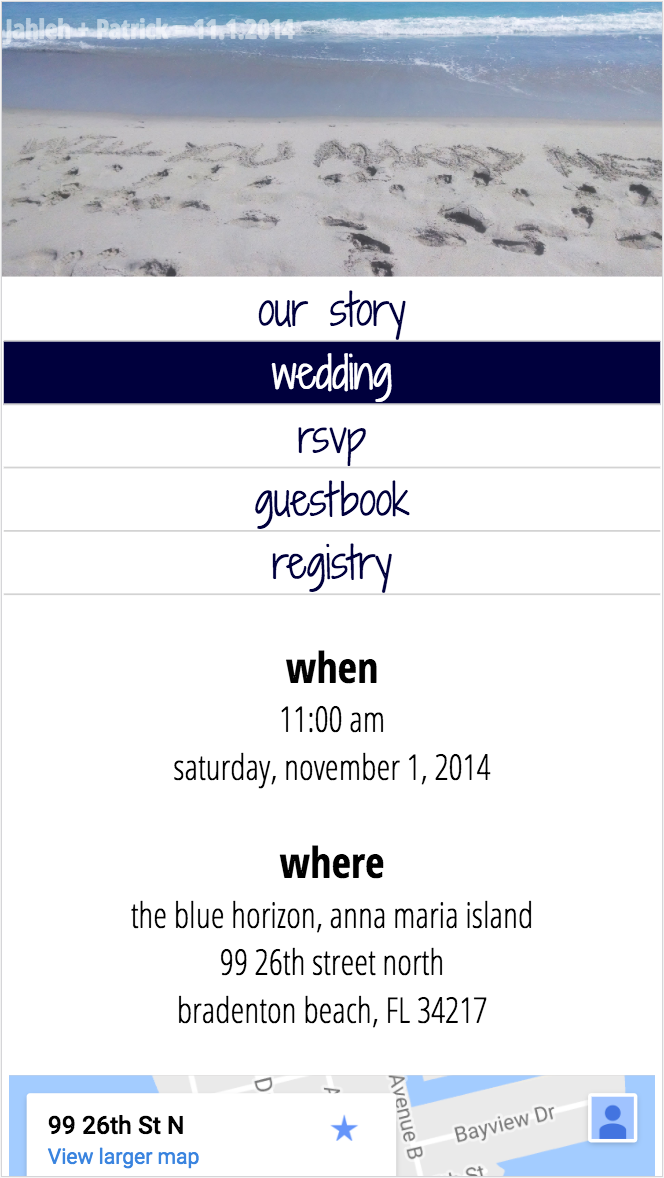 Jahleh + Patrick - 11.1.2014
WILL YOU MARRY ME
our story
wedding
rsvp
guestbook
registry
when
11:00 am
saturday, november 1, 2014
where
the blue horizon, anna maria island
99 26th street north
bradenton beach, FL 34217
99 26th St N
View larger map
D
A
Avenue B
Bayview Dr
St